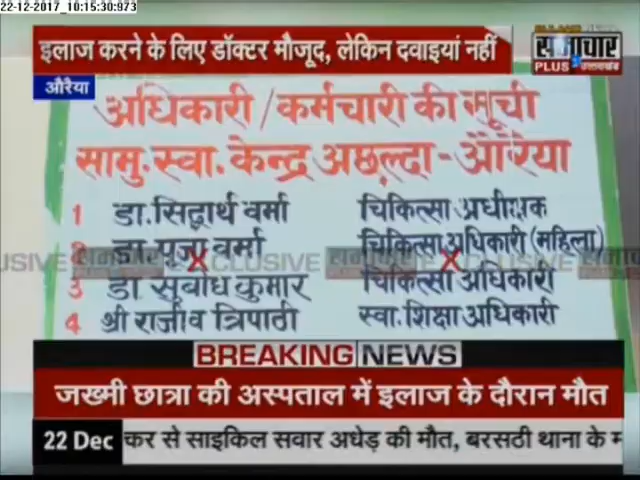 22-12-2017_10:15:30:973
इलाज करने के लिए डॉक्टर मौजूद, लेकिन दवाइयां नहीं
समाचार
PLUS उत्तराखंड
औरैया
अधिकारी / कर्मचारी की सूची
सामु. स्वा. केन्द्र अछल्दा - औरैया
1 डा. सिद्धार्थ वर्मा चिकित्सा अधीक्षक
2 डा. पूजा वर्मा चिकित्सा अधिकारी (महिला)
3 डा. सुबोध कुमार चिकित्सा अधिकारी
4 श्री राजीव त्रिपाठी स्वा. शिक्षा अधिकारी
BREAKING NEWS
जख्मी छात्रा की अस्पताल में इलाज के दौरान मौत
22 Dec कर से साइकिल सवार अधेड़ की मौत, बरसठी थाना के म